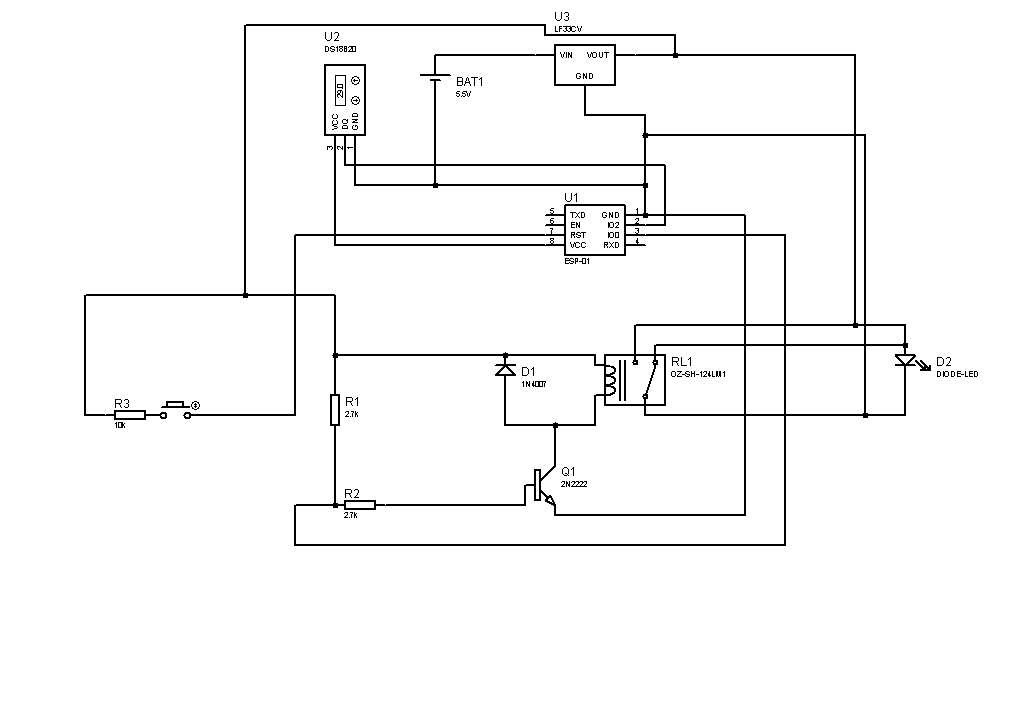 U3
LF33CV
VIN VOUT
GND
U2
DS18B20
29.0
VCC
DQ
GND
3 2 1
BAT1
5.5V
U1
5 TXD GND 1
6 EN IO2 2
7 RST IO0 3
8 VCC RXD 4
ESP-01
D1
1N4007
RL1
OZ-SH-124LM1
D2
DIODE-LED
R3
10k
R1
2.7k
Q1
2N2222
R2
2.7k